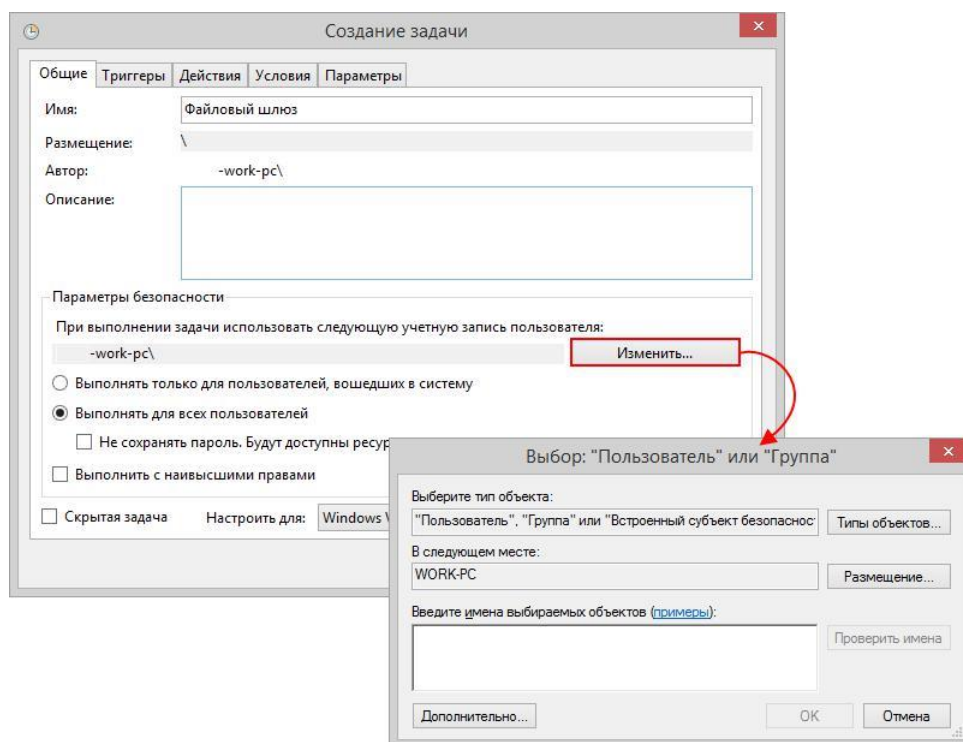 Создание задачи
Общие Триггеры Действия Условия Параметры
Имя: Файловый шлюз
Размещение: \
Автор: -work-pc\
Описание:
Параметры безопасности
При выполнении задачи использовать следующую учетную запись пользователя:
-work-pc\ Изменить...
Выполнять только для пользователей, вошедших в систему
Выполнять для всех пользователей
Не сохранять пароль. Будут доступны ресур
Выполнить с наивысшими правами
Скрытая задача Настроить для: Windows
Выбор: "Пользователь" или "Группа"
Выберите тип объекта:
"Пользователь", "Группа" или "Встроенный субъект безопасност Типы объектов...
В следующем месте:
WORK-PC Размещение...
Введите имена выбираемых объектов (примеры):
Проверить имена
Дополнительно... ОК Отмена